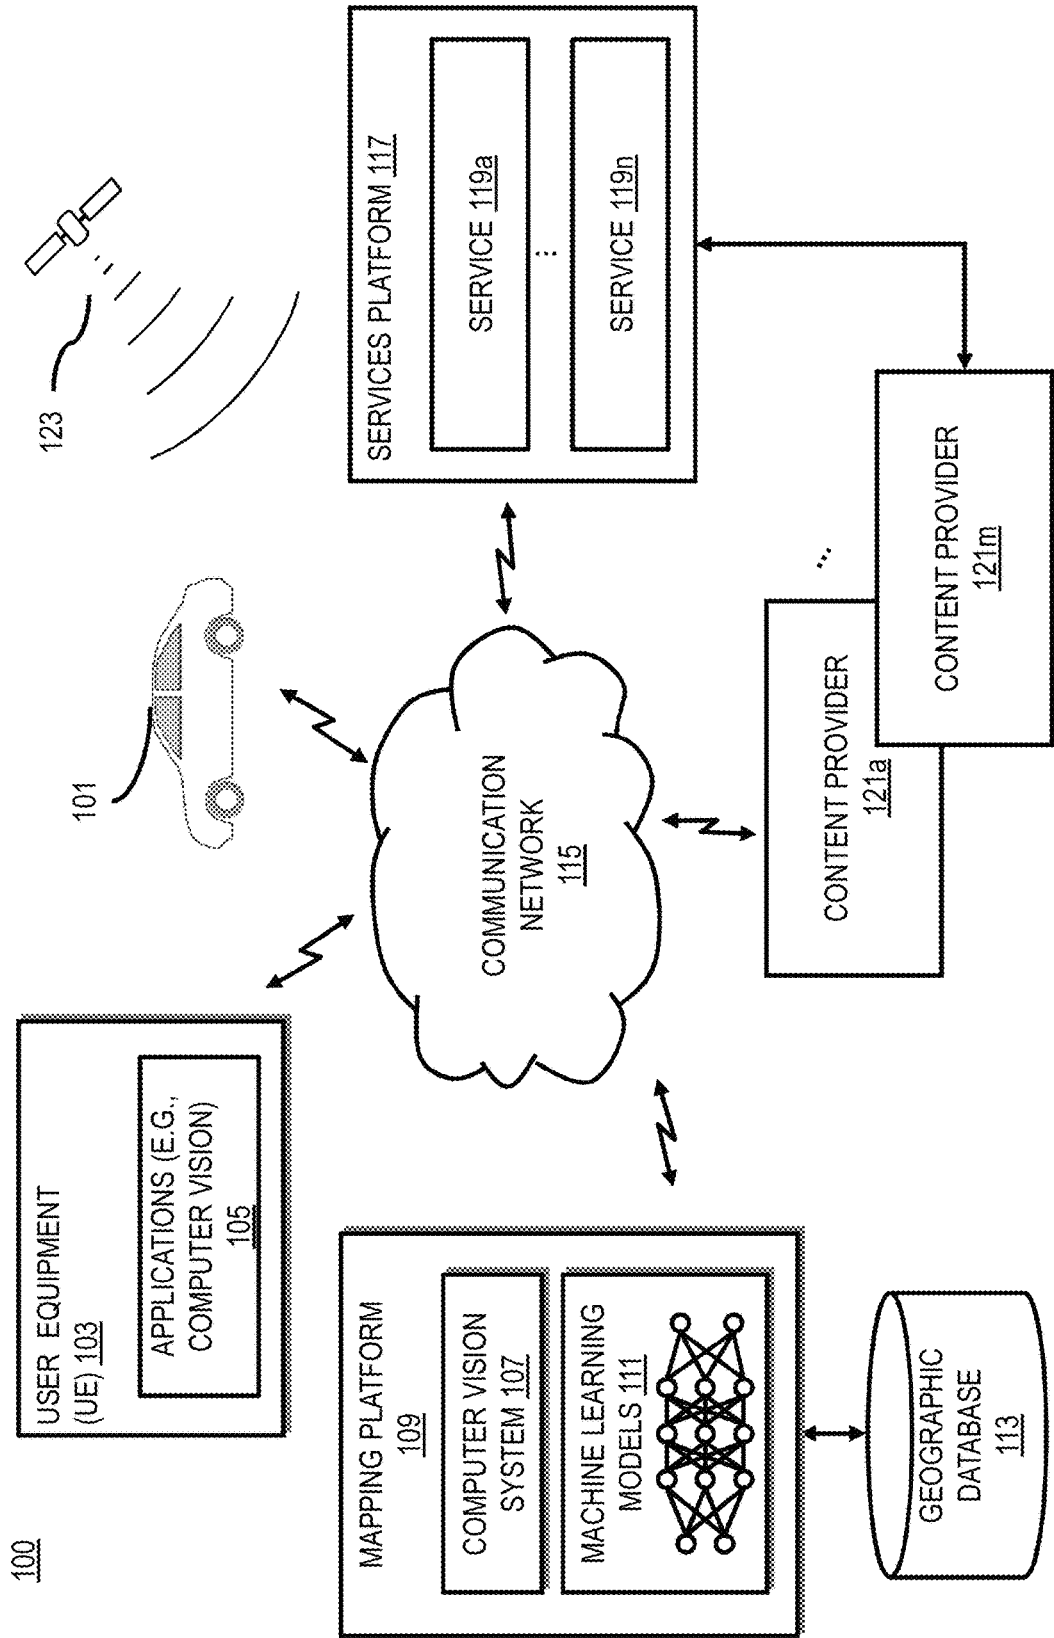 100
USER EQUIPMENT
(UE) 103
APPLICATIONS (E.G.,
COMPUTER VISION)
105
101
123
MAPPING PLATFORM
109
COMPUTER VISION
SYSTEM 107
MACHINE LEARNING
MODELS 111
GEOGRAPHIC
DATABASE
113
COMMUNICATION
NETWORK
115
SERVICES PLATFORM 117
SERVICE 119a
...
SERVICE 119n
CONTENT PROVIDER
121a
...
CONTENT PROVIDER
121m